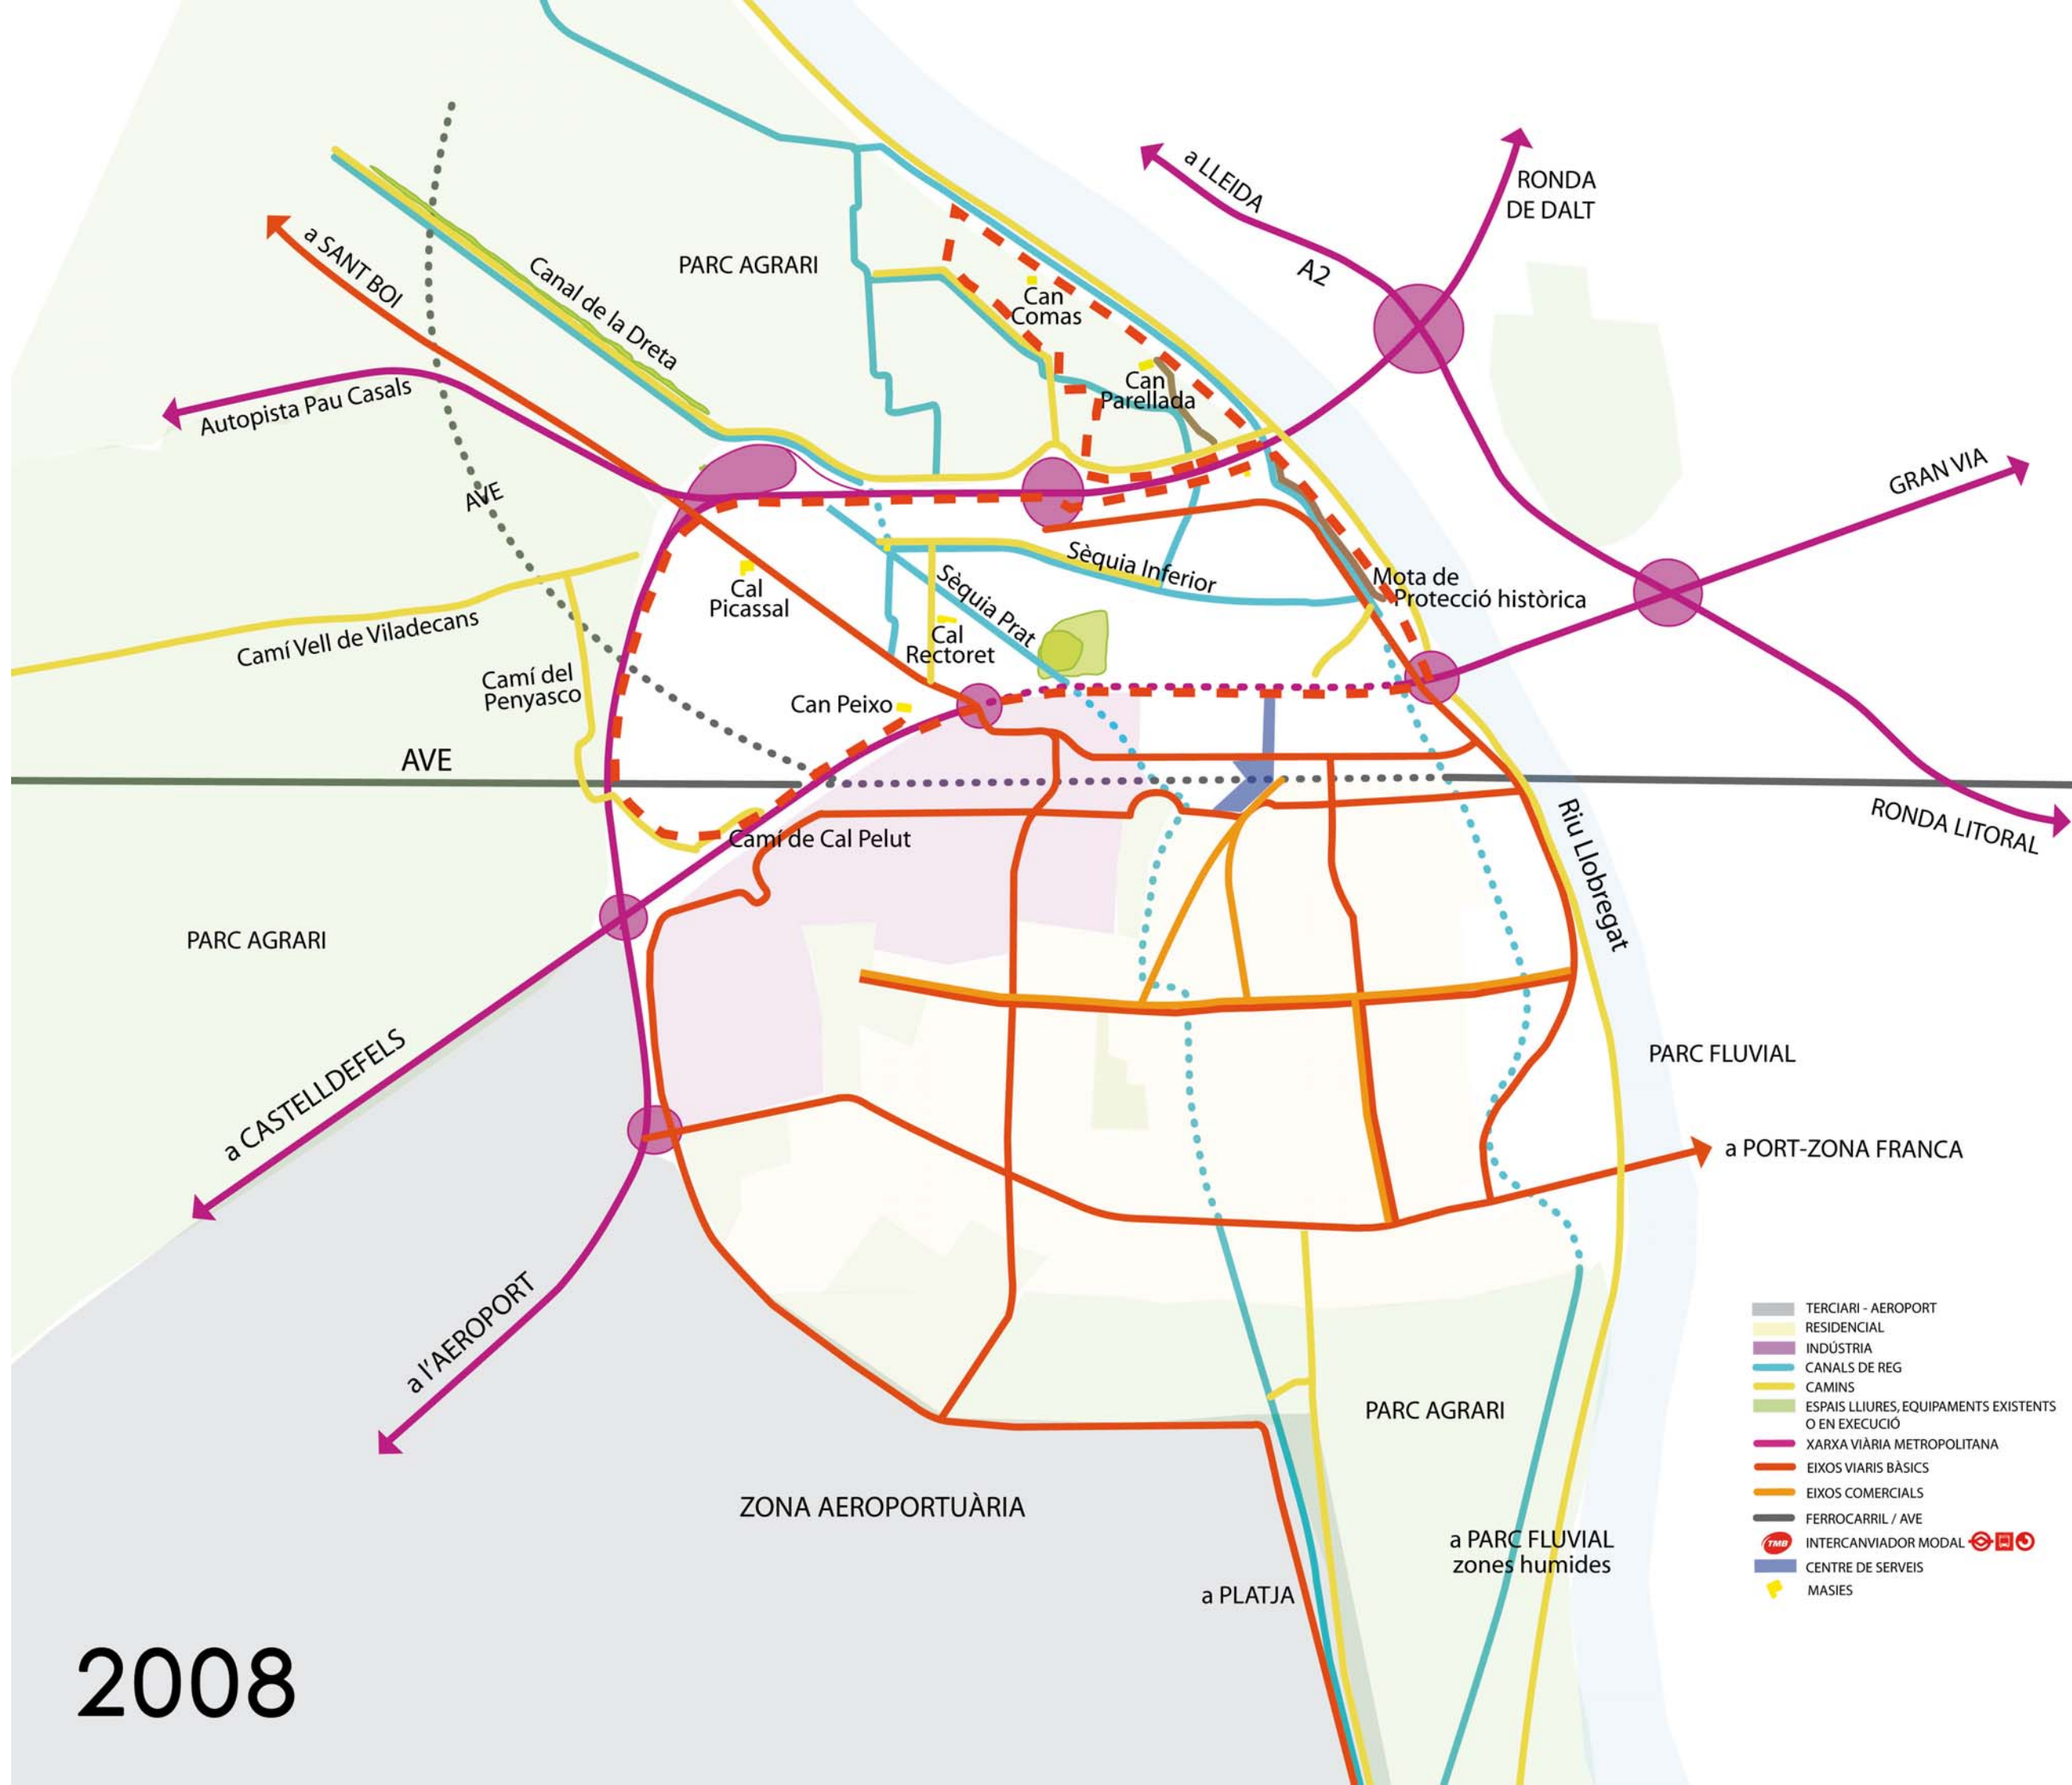 a LLEIDA
RONDA
DE DALT
A2
a SANT BOI
Canal de la Dreta
PARC AGRARI
Can
Comas
Can
Parellada
Autopista Pau Casals
AVE
GRAN VIA
Sèquia Inferior
Sèquia Prat
Cal
Picassal
Cal
Rectoret
Mota de
Protecció històrica
Camí Vell de Viladecans
Camí del
Penyasco
Can Peixo
AVE
Camí de Cal Pelut
Riu Llobregat
RONDA LITORAL
PARC AGRARI
a CASTELLDEFELS
PARC FLUVIAL
a PORT-ZONA FRANCA
a l'AEROPORT
PARC AGRARI
ZONA AEROPORTUÀRIA
a PARC FLUVIAL
zones humides
a PLATJA
TERCIARI - AEROPORT
RESIDENCIAL
INDÚSTRIA
CANALS DE REG
CAMINS
ESPAIS LLIURES, EQUIPAMENTS EXISTENTS
O EN EXECUCIÓ
XARXA VIÀRIA METROPOLITANA
EIXOS VIARIS BÀSICS
EIXOS COMERCIALS
FERROCARRIL / AVE
TMB INTERCANVIADOR MODAL
CENTRE DE SERVEIS
MASIES
2008